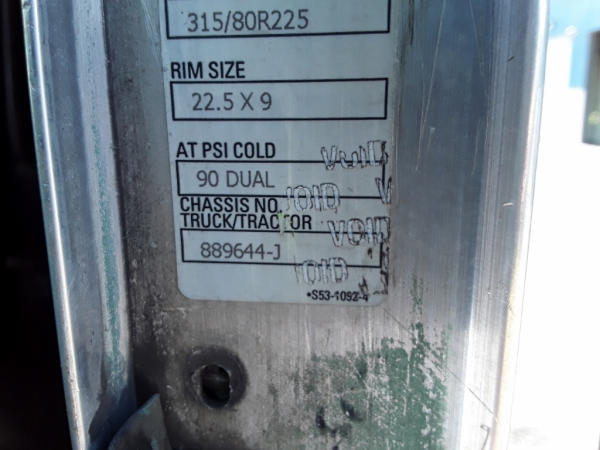 315/80R225
RIM SIZE
22.5 X 9
AT PSI COLD
VOID
90 DUAL
VOID
CHASSIS NO.
TRUCK/TRACTOR
VOID
889644-J
VOID
•S53-1092-4